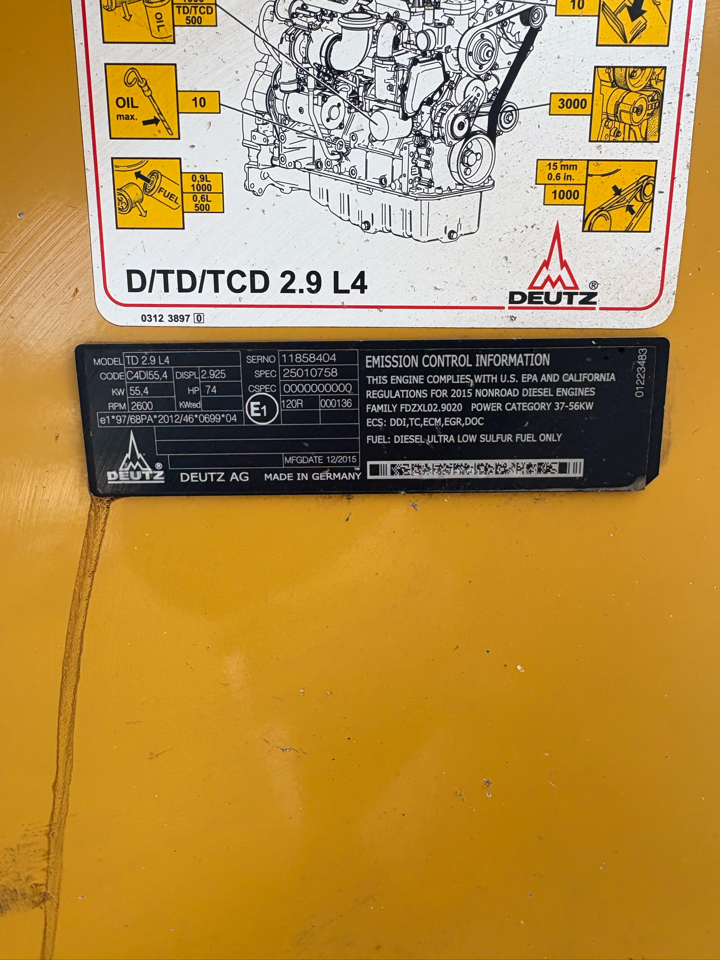 OIL
TD/TCD
500
10
OIL
max.
10
3000
FUEL
0,9L
1000
0,6L
500
15 mm
0.6 in.
1000
D/TD/TCD 2.9 L4
DEUTZ®
0312 3897 0
MODEL TD 2.9 L4
CODE C4DI55,4 DISPL 2.925
KW 55,4 HP 74
RPM 2600 KWred
e1*97/68PA*2012/46*0699*04
SERNO 11858404
SPEC 25010758
CSPEC 0000000000
E1 120R 000136
MFGDATE 12/2015
DEUTZ DEUTZ AG MADE IN GERMANY
EMISSION CONTROL INFORMATION
THIS ENGINE COMPLIES WITH U.S. EPA AND CALIFORNIA
REGULATIONS FOR 2015 NONROAD DIESEL ENGINES
FAMILY FDZXL02.9020 POWER CATEGORY 37-56KW
ECS: DDI,TC,ECM,EGR,DOC
FUEL: DIESEL ULTRA LOW SULFUR FUEL ONLY
01223483